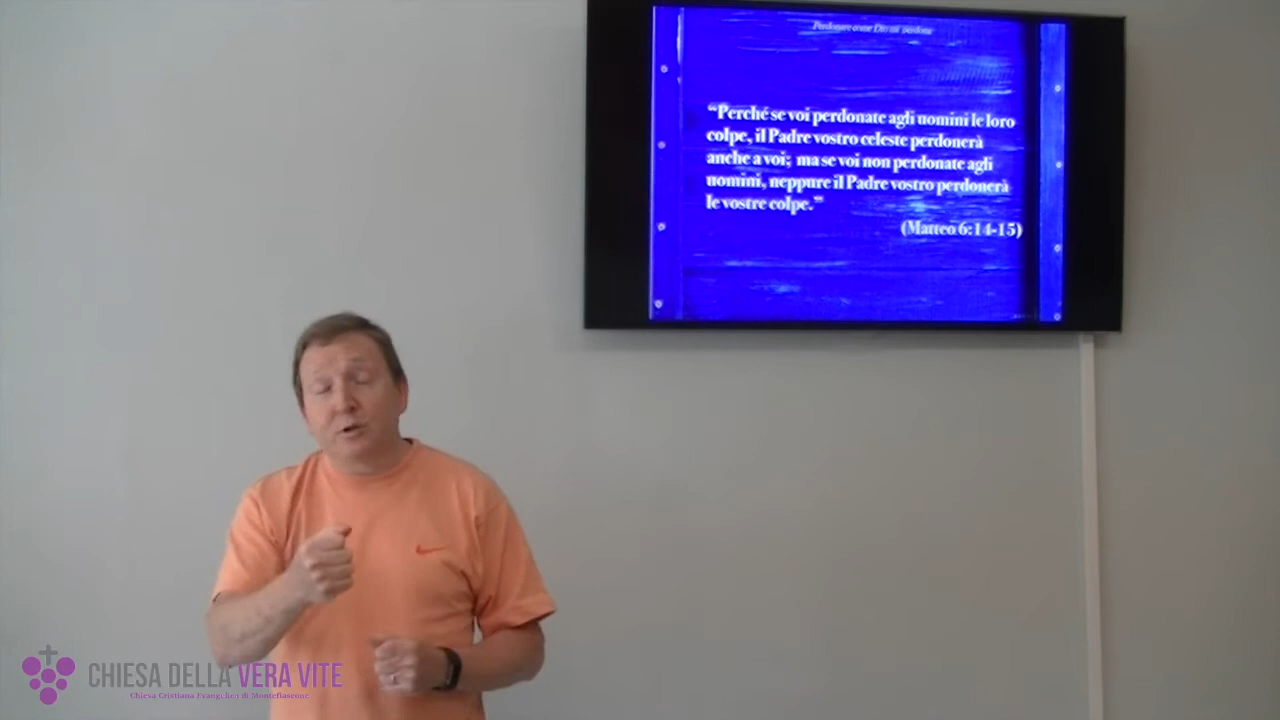 Perdonare come Dio mi perdona
“Perché se voi perdonate agli uomini le loro
colpe, il Padre vostro celeste perdonerà
anche a voi; ma se voi non perdonate agli
uomini, neppure il Padre vostro perdonerà
le vostre colpe.”
(Matteo 6:14-15)
CHIESA DELLA VERA VITE
Chiesa Cristiana Evangelica di Montefiascone